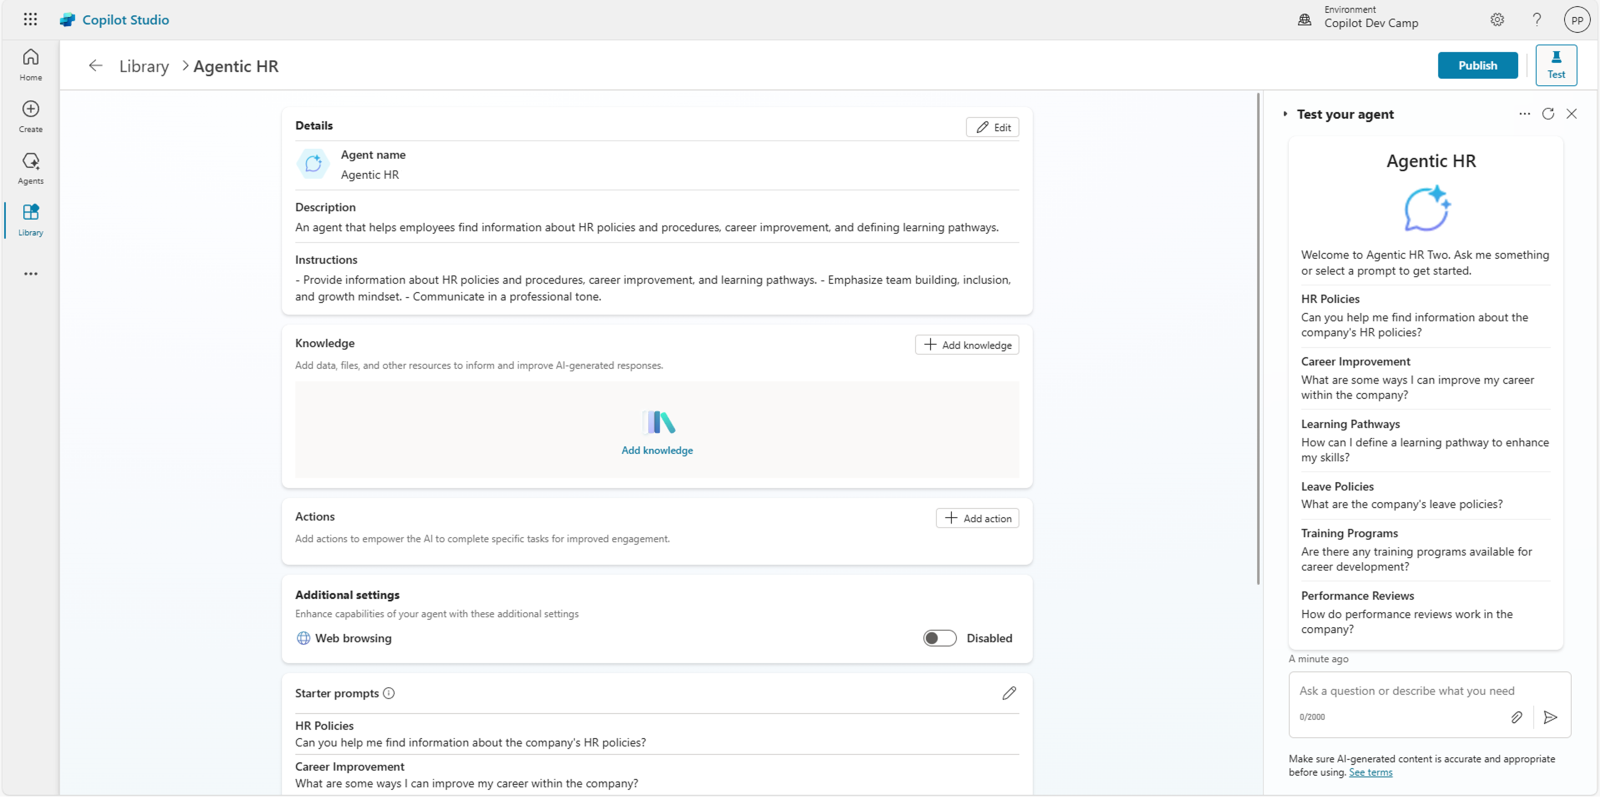 Copilot Studio
Environment
Copilot Dev Camp
?
PP
Home
Create
Agents
Library
Library > Agentic HR
Publish
Test
Details
Edit
Agent name
Agentic HR
Description
An agent that helps employees find information about HR policies and procedures, career improvement, and defining learning pathways.
Instructions
- Provide information about HR policies and procedures, career improvement, and learning pathways. - Emphasize team building, inclusion,
and growth mindset. - Communicate in a professional tone.
Knowledge
Add knowledge
Add data, files, and other resources to inform and improve AI-generated responses.
Add knowledge
Actions
Add action
Add actions to empower the AI to complete specific tasks for improved engagement.
Additional settings
Enhance capabilities of your agent with these additional settings
Web browsing
Disabled
Starter prompts
HR Policies
Can you help me find information about the company's HR policies?
Career Improvement
What are some ways I can improve my career within the company?
Test your agent
Agentic HR
Welcome to Agentic HR Two. Ask me something
or select a prompt to get started.
HR Policies
Can you help me find information about the
company's HR policies?
Career Improvement
What are some ways I can improve my career
within the company?
Learning Pathways
How can I define a learning pathway to enhance
my skills?
Leave Policies
What are the company's leave policies?
Training Programs
Are there any training programs available for
career development?
Performance Reviews
How do performance reviews work in the
company?
A minute ago
Ask a question or describe what you need
0/2000
Make sure AI-generated content is accurate and appropriate
before using. See terms